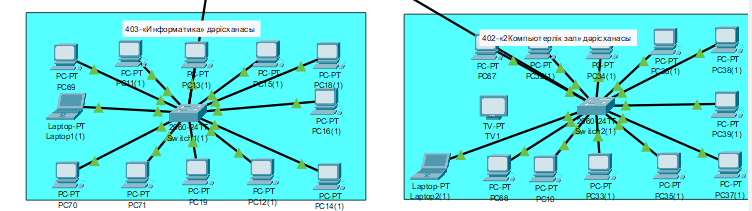 403-«Информатика» дәрісханасы
PC-PT
PC69
PC-PT
PC11(1)
PC-PT
PC13(1)
PC-PT
PC15(1)
PC-PT
PC18(1)
Laptop-PT
Laptop1(1)
2960-24TT
Switch1(1)
PC-PT
PC16(1)
PC-PT
PC70
PC-PT
PC71
PC-PT
PC19
PC-PT
PC12(1)
PC-PT
PC14(1)
402-«2Компьютерлік зал» дәрісханасы
PC-PT
PC67
PC-PT
PC-PT
PC34(1)
PC-PT
PC-PT
PC38(1)
TV-PT
TV1
2960-24TT
Switch2(1)
PC-PT
PC39(1)
Laptop-PT
Laptop2(1)
PC-PT
PC68
PC-PT
PC10
PC-PT
PC33(1)
PC-PT
PC35(1)
PC-PT
PC37(1)